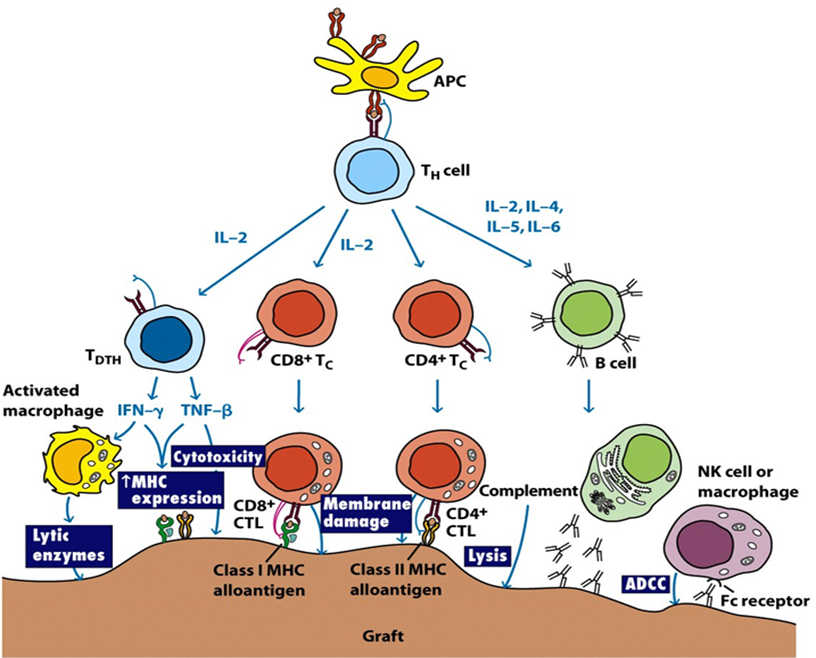 APC
TH cell
IL–2, IL–4,
IL–5, IL–6
IL–2
IL–2
TDTH
CD8+ TC
CD4+ TC
B cell
Activated
macrophage
IFN–γ
TNF–β
Cytotoxicity
↑MHC
expression
CD8+
CTL
Membrane
damage
CD4+
CTL
Complement
NK cell or
macrophage
Lytic
enzymes
Class I MHC
alloantigen
Class II MHC
alloantigen
Lysis
ADCC
Fc receptor
Graft